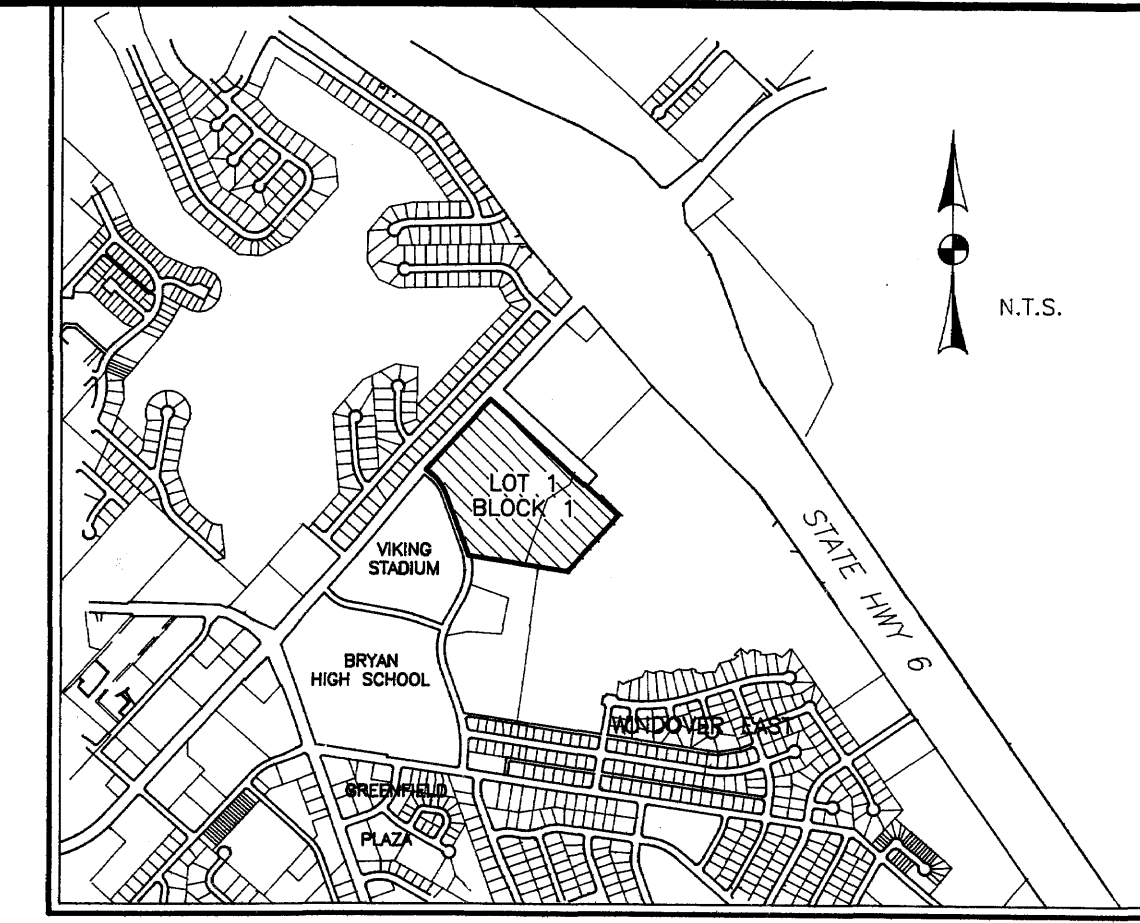 N.T.S.
LOT 1
BLOCK 1
VIKING
STADIUM
STATE HWY 6
BRYAN
HIGH SCHOOL
WINDOVER EAST
GREENFIELD
PLAZA